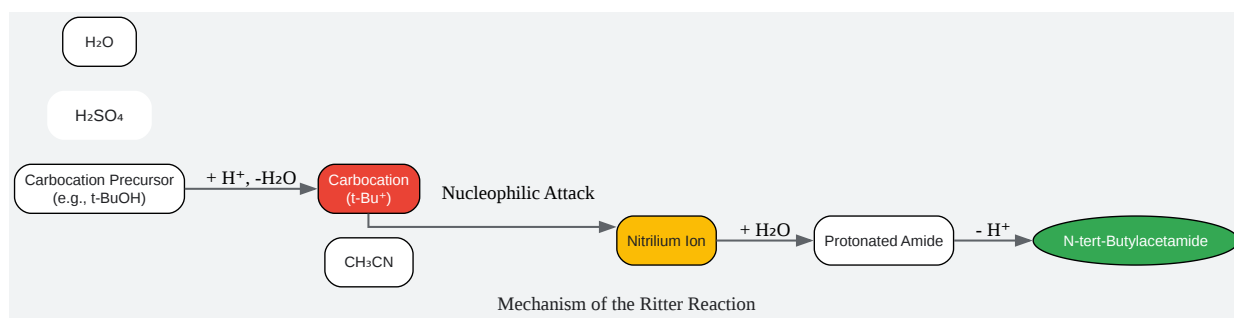 H₂O
H₂SO₄
Carbocation Precursor
(e.g., t-BuOH)
+ H⁺, -H₂O
Carbocation
(t-Bu⁺)
Nucleophilic Attack
CH₃CN
Nitrilium Ion
+ H₂O
Protonated Amide
- H⁺
N-tert-Butylacetamide
Mechanism of the Ritter Reaction